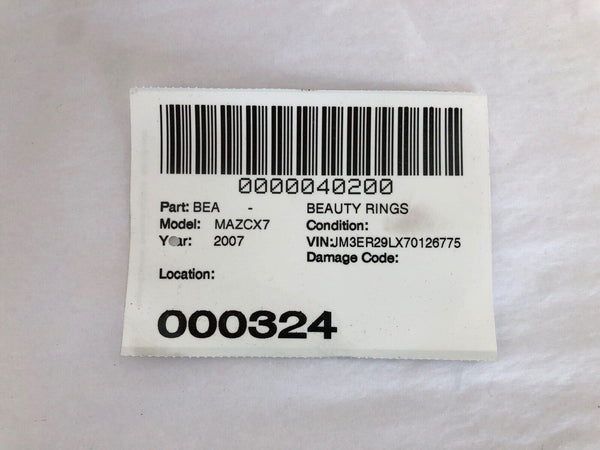 0000040200
Part: BEA - BEAUTY RINGS
Model: MAZCX7 Condition:
Year: 2007 VIN:JM3ER29LX70126775
Damage Code:
Location:
000324